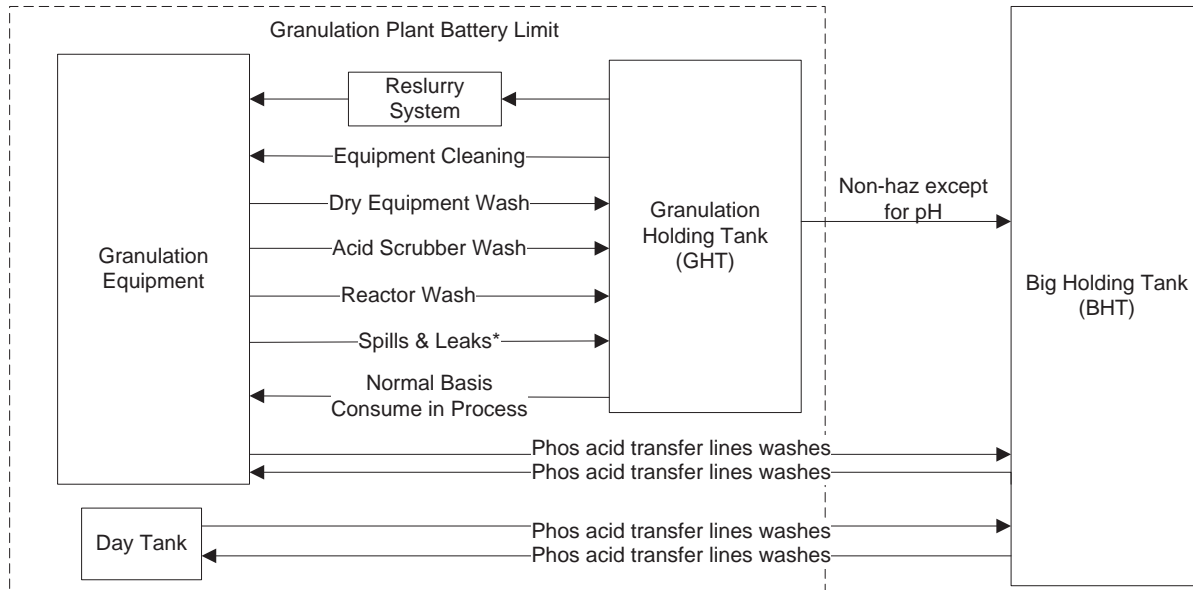 Granulation Plant Battery Limit
Reslurry
System
Equipment Cleaning
Dry Equipment Wash
Acid Scrubber Wash
Reactor Wash
Spills & Leaks*
Normal Basis
Consume in Process
Granulation
Equipment
Granulation
Holding Tank
(GHT)
Non-haz except
for pH
Big Holding Tank
(BHT)
Phos acid transfer lines washes
Phos acid transfer lines washes
Day Tank
Phos acid transfer lines washes
Phos acid transfer lines washes